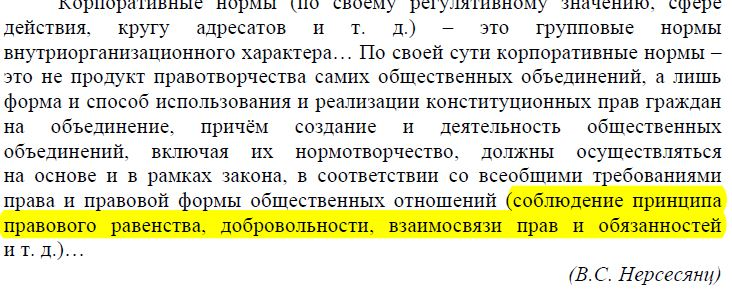 Корпоративные нормы (по своему регулятивному значению, сфере
действия, кругу адресатов и т. д.) – это групповые нормы
внутриорганизационного характера… По своей сути корпоративные нормы –
это не продукт правотворчества самих общественных объединений, а лишь
форма и способ использования и реализации конституционных прав граждан
на объединение, причём создание и деятельность общественных
объединений, включая их нормотворчество, должны осуществляться
на основе и в рамках закона, в соответствии со всеобщими требованиями
права и правовой формы общественных отношений (соблюдение принципа
правового равенства, добровольности, взаимосвязи прав и обязанностей
и т. д.)…
(В.С. Нерсесянц)